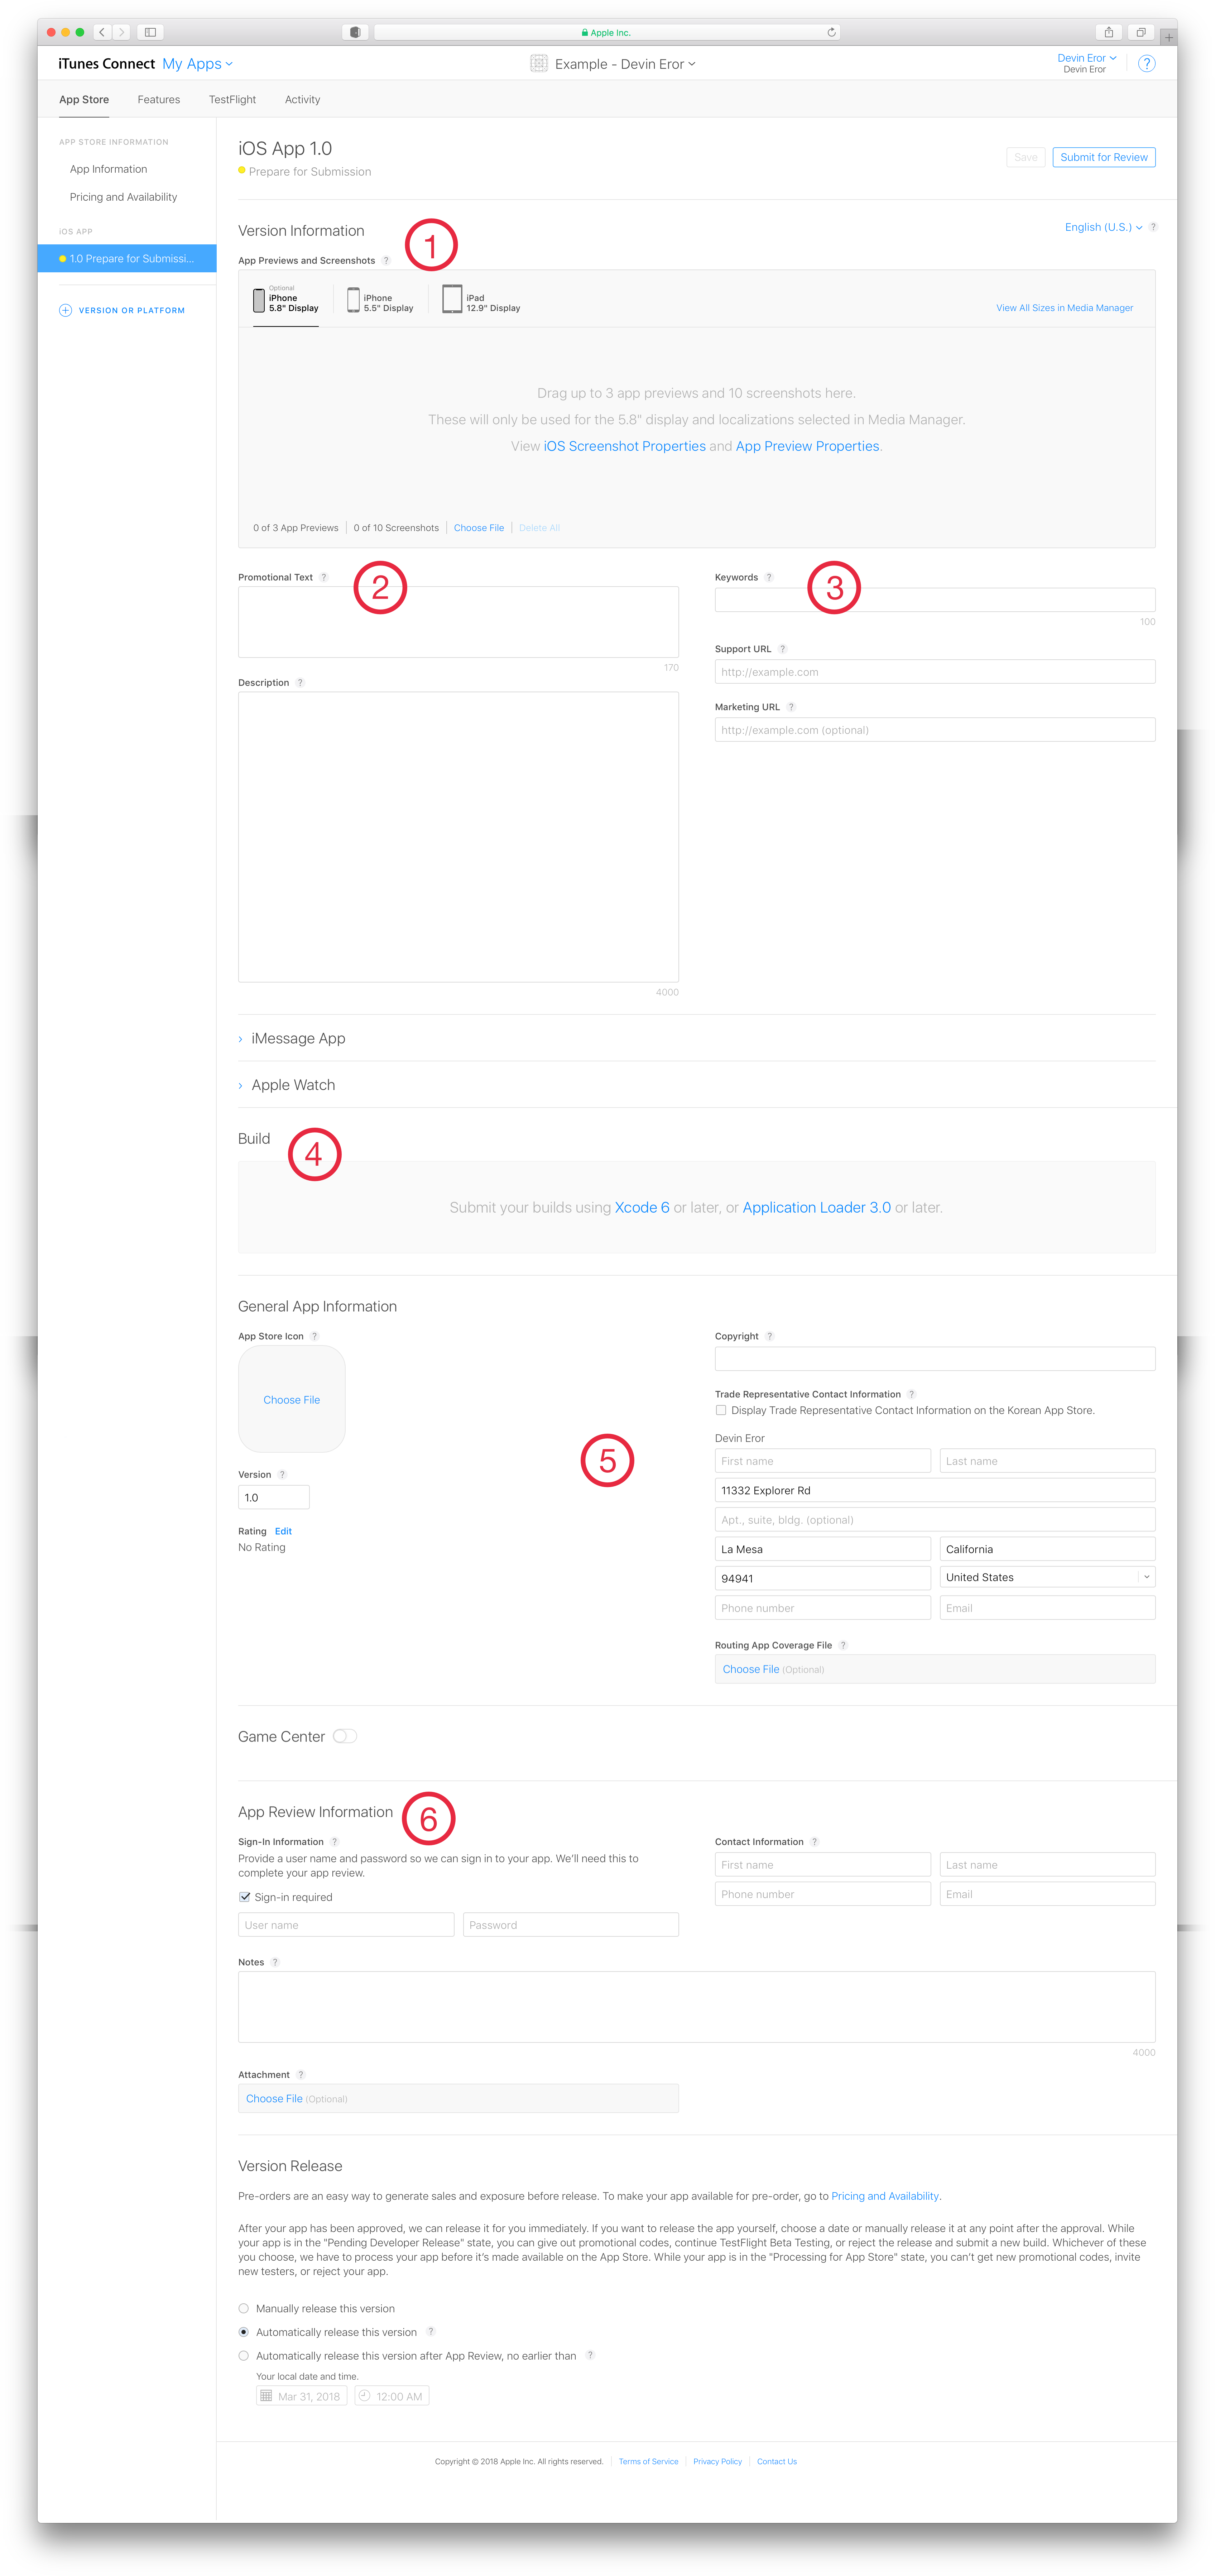 Apple Inc.
iTunes Connect My Apps
Example - Devin Eror
Devin Eror
Devin Eror
?
App Store Features TestFlight Activity
APP STORE INFORMATION
App Information
Pricing and Availability
iOS APP
1.0 Prepare for Submissi...
VERSION OR PLATFORM
iOS App 1.0
Prepare for Submission
Save Submit for Review
Version Information
1
English (U.S.) ?
App Previews and Screenshots ?
Optional
iPhone
5.8" Display
iPhone
5.5" Display
iPad
12.9" Display
View All Sizes in Media Manager
Drag up to 3 app previews and 10 screenshots here.
These will only be used for the 5.8" display and localizations selected in Media Manager.
View iOS Screenshot Properties and App Preview Properties.
0 of 3 App Previews 0 of 10 Screenshots Choose File Delete All
Promotional Text ?
2
170
Description ?
4000
Keywords ?
3
100
Support URL ?
http://example.com
Marketing URL ?
http://example.com (optional)
iMessage App
Apple Watch
Build
4
Submit your builds using Xcode 6 or later, or Application Loader 3.0 or later.
General App Information
App Store Icon ?
Choose File
Version ?
1.0
Rating Edit
No Rating
5
Copyright ?
Trade Representative Contact Information ?
Display Trade Representative Contact Information on the Korean App Store.
Devin Eror
First name Last name
11332 Explorer Rd
Apt., suite, bldg. (optional)
La Mesa California
94941 United States
Phone number Email
Routing App Coverage File ?
Choose File (Optional)
Game Center
App Review Information
6
Sign-In Information ?
Provide a user name and password so we can sign in to your app. We'll need this to
complete your app review.
Sign-in required
User name Password
Contact Information ?
First name Last name
Phone number Email
Notes ?
4000
Attachment ?
Choose File (Optional)
Version Release
Pre-orders are an easy way to generate sales and exposure before release. To make your app available for pre-order, go to Pricing and Availability.
After your app has been approved, we can release it for you immediately. If you want to release the app yourself, choose a date or manually release it at any point after the approval. While
your app is in the "Pending Developer Release" state, you can give out promotional codes, continue TestFlight Beta Testing, or reject the release and submit a new build. Whichever of these
you choose, we have to process your app before it's made available on the App Store. While your app is in the "Processing for App Store" state, you can't get new promotional codes, invite
new testers, or reject your app.
Manually release this version
Automatically release this version ?
Automatically release this version after App Review, no earlier than ?
Your local date and time.
Mar 31, 2018 12:00 AM
Copyright © 2018 Apple Inc. All rights reserved. Terms of Service Privacy Policy Contact Us